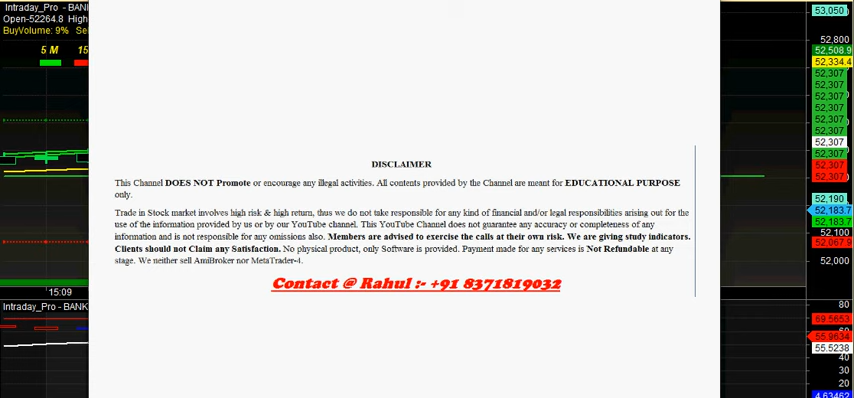 Intraday_Pro - BANK
Open-52264.8 High
BuyVolume: 9% Se
5 M 15
15:09
Intraday_Pro - BANK
DISCLAIMER
This Channel DOES NOT Promote or encourage any illegal activities. All contents provided by the Channel are meant for EDUCATIONAL PURPOSE
only.
Trade in Stock market involves high risk & high return, thus we do not take responsible for any kind of financial and/or legal responsibilities arising out for the
use of the information provided by us or by our YouTube channel. This YouTube Channel does not guarantee any accuracy or completeness of any
information and is not responsible for any omissions also. Members are advised to exercise the calls at their own risk. We are giving study indicators.
Clients should not Claim any Satisfaction. No physical product, only Software is provided. Payment made for any services is Not Refundable at any
stage. We neither sell AmiBroker nor MetaTrader-4.
Contact @ Rahul :- +91 8371819032
53,050
52,800
52,508.9
52,334.4
52,307
52,307
52,307
52,307
52,307
52,307
52,307
52,307
52,307
52,190
52,183.7
52,183.7
52,100
52,067.9
52,000
80
69.5653
55.9634
55.5238
40
30
20
4.63462